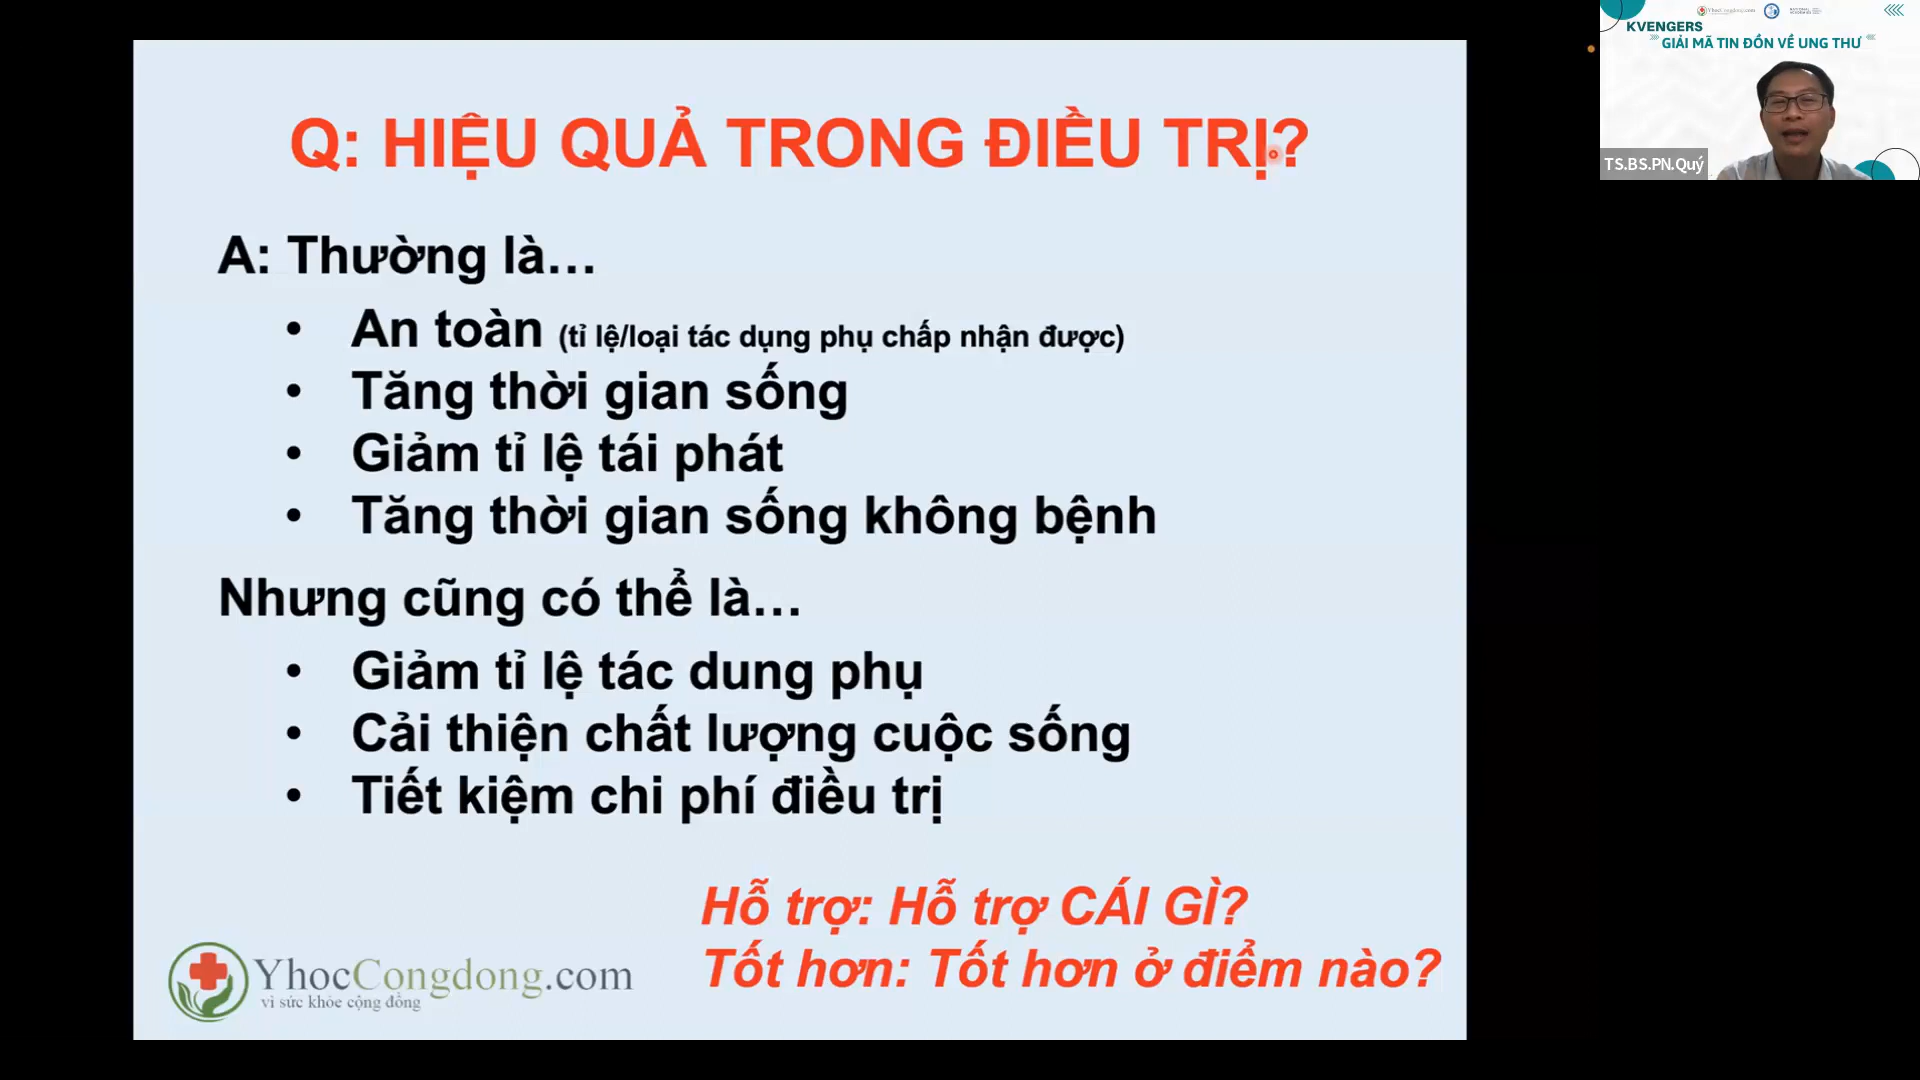 Q: HIỆU QUẢ TRONG ĐIỀU TRỊ?
A: Thường là...
• An toàn (tỉ lệ/loại tác dụng phụ chấp nhận được)
• Tăng thời gian sống
• Giảm tỉ lệ tái phát
• Tăng thời gian sống không bệnh
Nhưng cũng có thể là...
• Giảm tỉ lệ tác dung phụ
• Cải thiện chất lượng cuộc sống
• Tiết kiệm chi phí điều trị
Hỗ trợ: Hỗ trợ CÁI GÌ?
Tốt hơn: Tốt hơn ở điểm nào?
YhocCongdong.com
vì sức khỏe cộng đồng
YhocCongdong.com
KVENGERS
GIẢI MÃ TIN ĐỒN VỀ UNG THƯ
TS.BS.PN.Quý